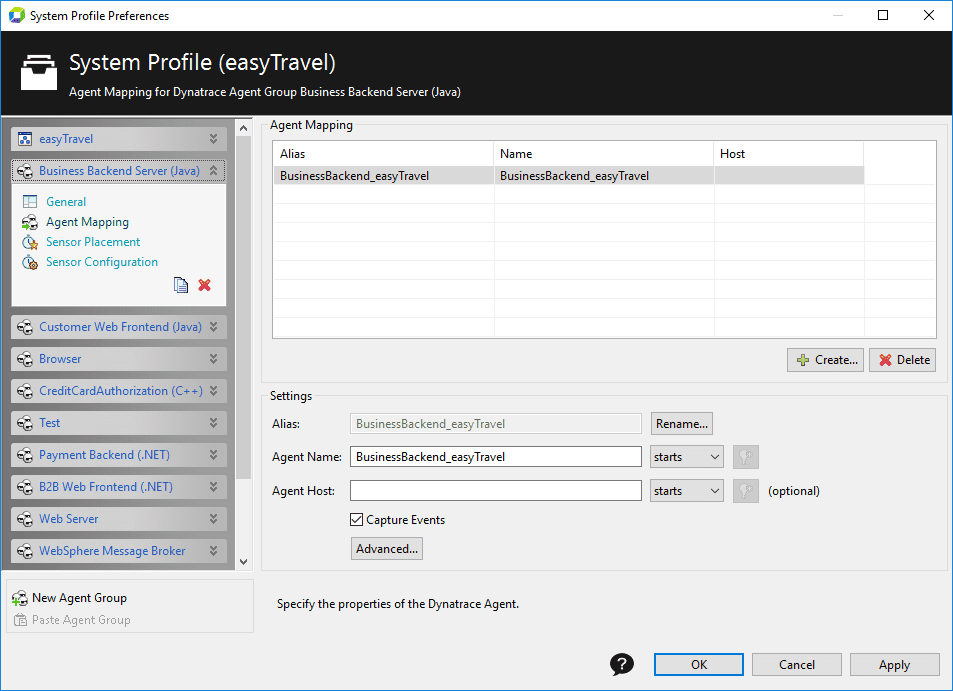 System Profile Preferences
System Profile (easyTravel)
Agent Mapping for Dynatrace Agent Group Business Backend Server (Java)
easyTravel
Business Backend Server (Java)
General
Agent Mapping
Sensor Placement
Sensor Configuration
Customer Web Frontend (Java)
Browser
CreditCardAuthorization (C++)
Test
Payment Backend (.NET)
B2B Web Frontend (.NET)
Web Server
WebSphere Message Broker
New Agent Group
Paste Agent Group
Agent Mapping
Alias Name Host
BusinessBackend_easyTravel BusinessBackend_easyTravel
Create... Delete
Settings
Alias: BusinessBackend_easyTravel Rename...
Agent Name: BusinessBackend_easyTravel starts
Agent Host: starts (optional)
Capture Events
Advanced...
Specify the properties of the Dynatrace Agent.
? OK Cancel Apply